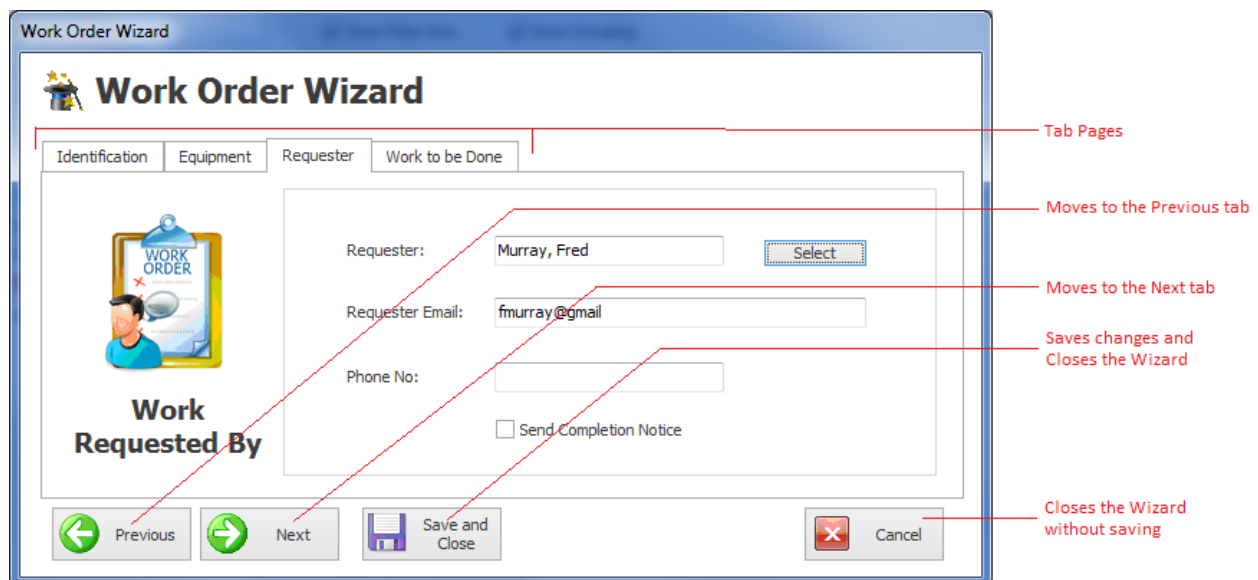 Work Order Wizard
Work Order Wizard
Tab Pages
Identification
Equipment
Requester
Work to be Done
Moves to the Previous tab
WORK
ORDER
Requester:
Murray, Fred
Select
Moves to the Next tab
Requester Email:
fmurray@gmail
Saves changes and
Closes the Wizard
Phone No:
Work
Requested By
Send Completion Notice
Closes the Wizard
without saving
Previous
Next
Save and
Close
Cancel